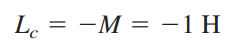 L_c = −M = −1 H